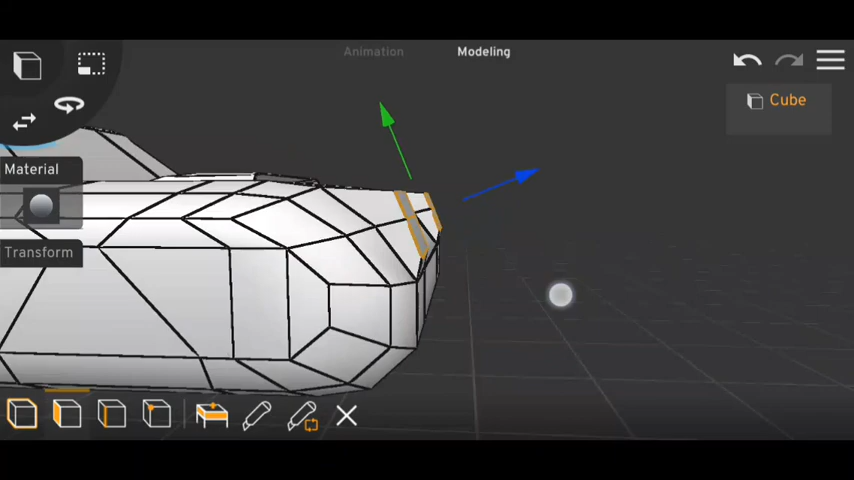 Animation
Modeling
Cube
Material
Transform